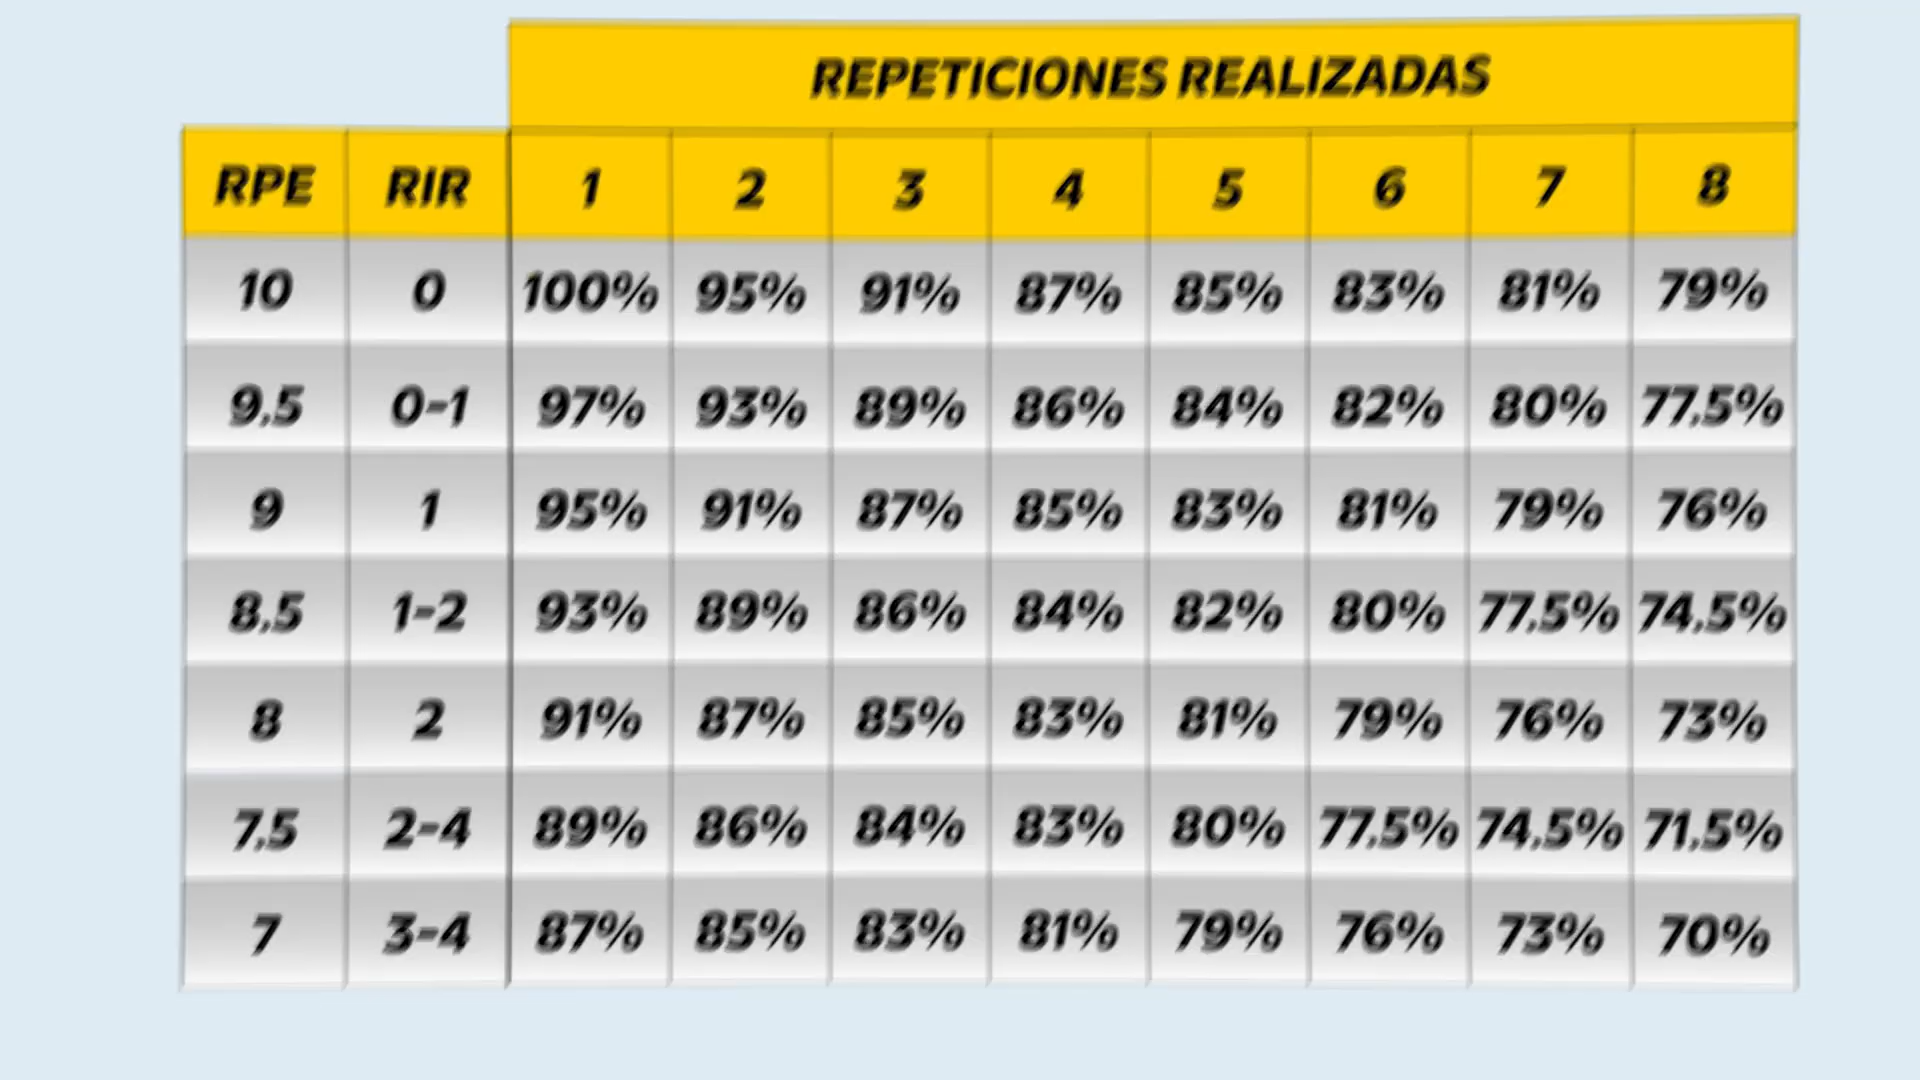 REPETICIONES REALIZADAS
RPE RIR 1 2 3 4 5 6 7 8
10 0 100% 95% 91% 87% 85% 83% 81% 79%
9,5 0-1 97% 93% 89% 86% 84% 82% 80% 77,5%
9 1 95% 91% 87% 85% 83% 81% 79% 76%
8,5 1-2 93% 89% 86% 84% 82% 80% 77,5% 74,5%
8 2 91% 87% 85% 83% 81% 79% 76% 73%
7,5 2-4 89% 86% 84% 83% 80% 77,5% 74,5% 71,5%
7 3-4 87% 85% 83% 81% 79% 76% 73% 70%